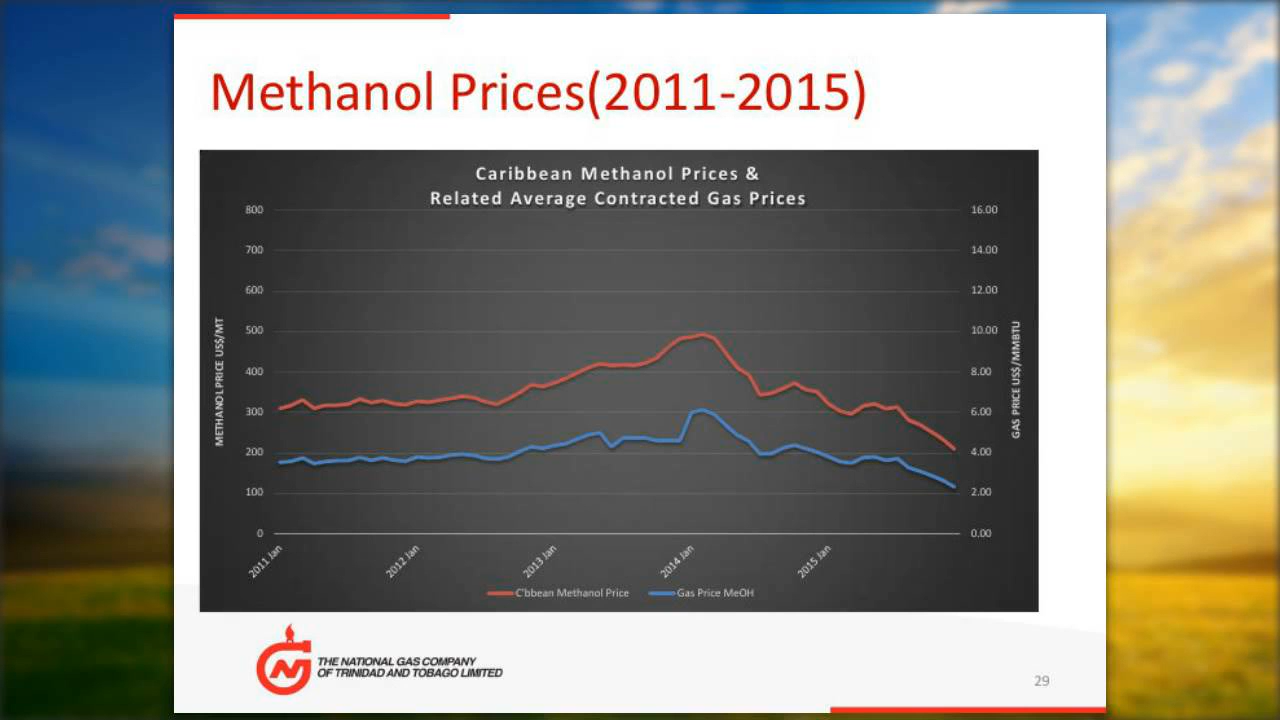 Methanol Prices(2011-2015)
Caribbean Methanol Prices &
Related Average Contracted Gas Prices
800
700
600
500
400
300
200
100
0
METHANOL PRICE US$/MT
16.00
14.00
12.00
10.00
8.00
6.00
4.00
2.00
0.00
GAS PRICE US$/MMBTU
2011 Jan
2012 Jan
2013 Jan
2014 Jan
2015 Jan
C'bbean Methanol Price
Gas Price MeOH
THE NATIONAL GAS COMPANY
OF TRINIDAD AND TOBAGO LIMITED
29